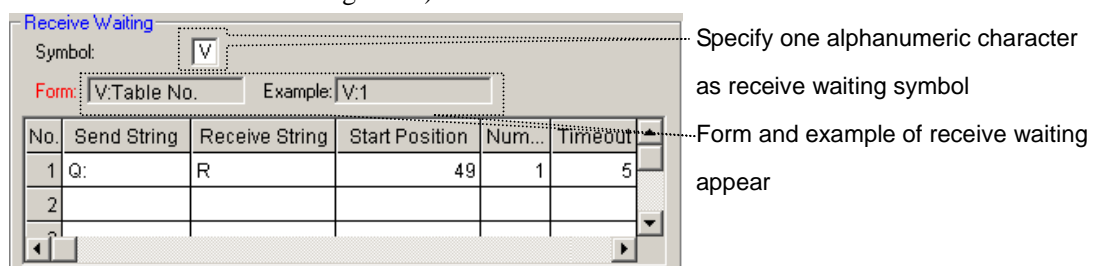 Receive Waiting
Symbol: V
Specify one alphanumeric character
as receive waiting symbol
Form: V:Table No. Example: V:1
Form and example of receive waiting
appear
No. Send String Receive String Start Position Num... Timeout
1 Q: R 49 1 5
2